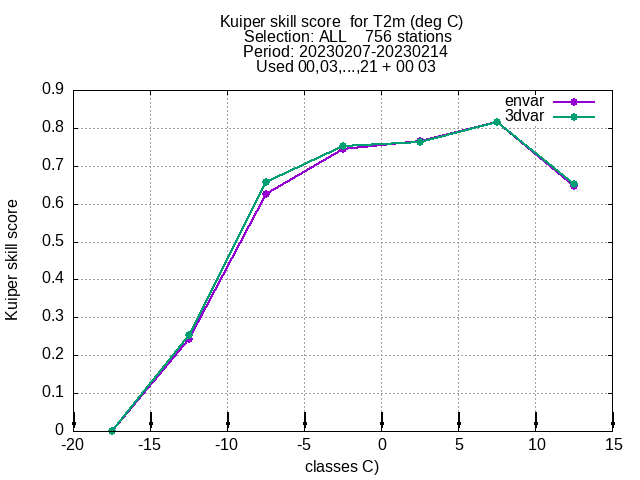 Kuiper skill score  for T2m (deg C)
Selection: ALL    756 stations
Period: 20230207-20230214
Used 00,03,...,21 + 00 03
envar
3dvar
Kuiper skill score
0.9
0.8
0.7
0.6
0.5
0.4
0.3
0.2
0.1
0
-20 -15 -10 -5 0 5 10 15
classes C)